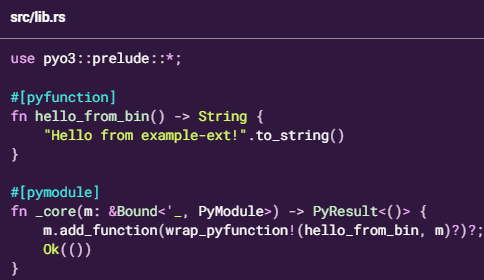 src/lib.rs
use pyo3::prelude::*;
#[pyfunction]
fn hello_from_bin() -> String {
    "Hello from example-ext!".to_string()
}
#[pymodule]
fn _core(m: &Bound<'_, PyModule>) -> PyResult<()> {
    m.add_function(wrap_pyfunction!(hello_from_bin, m)?)?;
    Ok(())
}